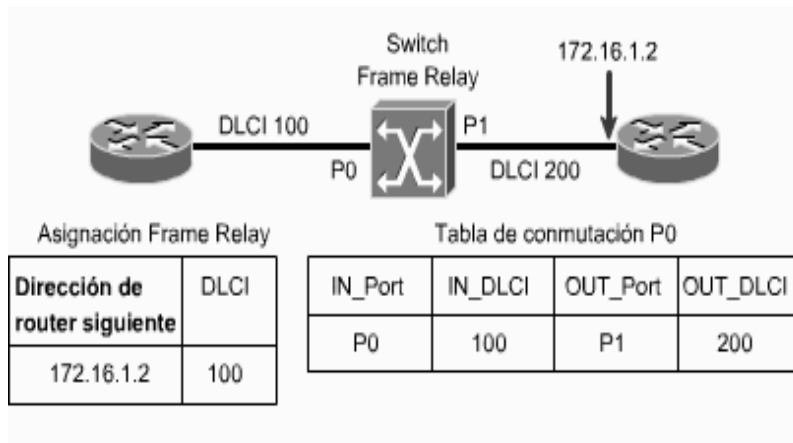 Switch
Frame Relay
172.16.1.2
DLCI 100
P1
P0
DLCI 200
Asignación Frame Relay
Tabla de conmutación P0
Dirección de
router siguiente
DLCI
172.16.1.2
100
IN_Port
IN_DLCI
OUT_Port
OUT_DLCI
P0
100
P1
200